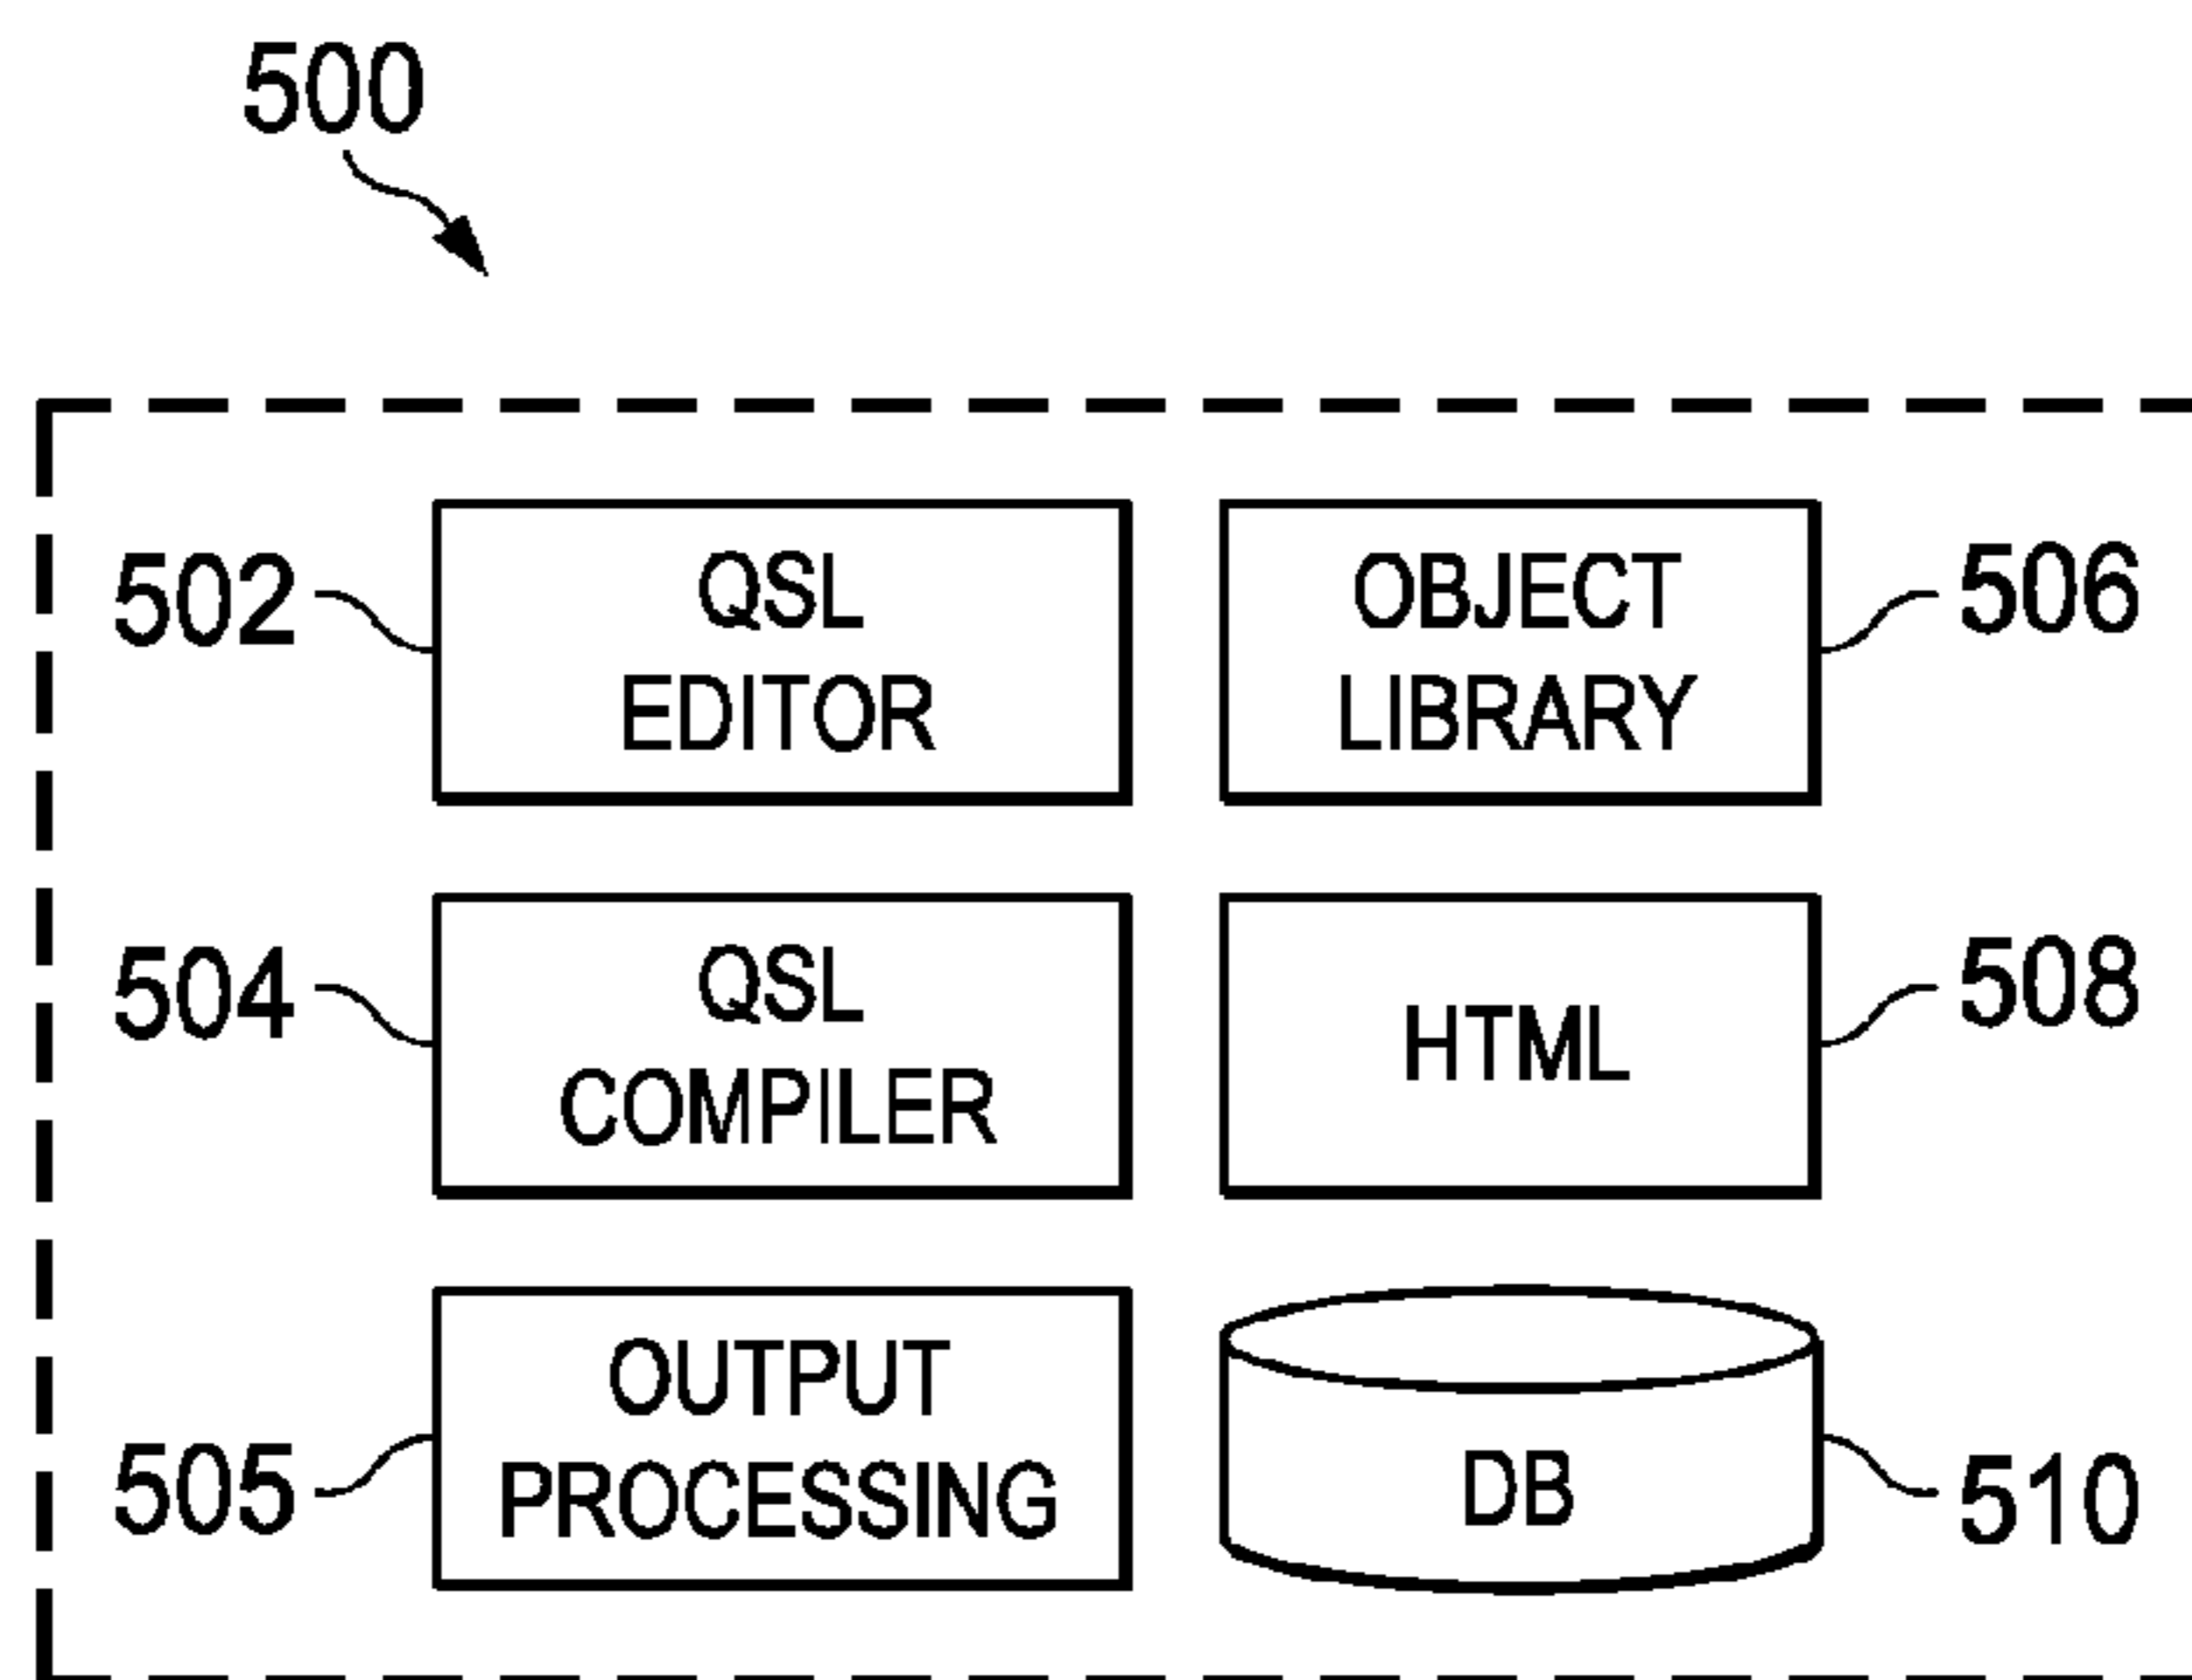 500
502
QSL
EDITOR
OBJECT
LIBRARY
506
504
QSL
COMPILER
HTML
508
505
OUTPUT
PROCESSING
DB
510